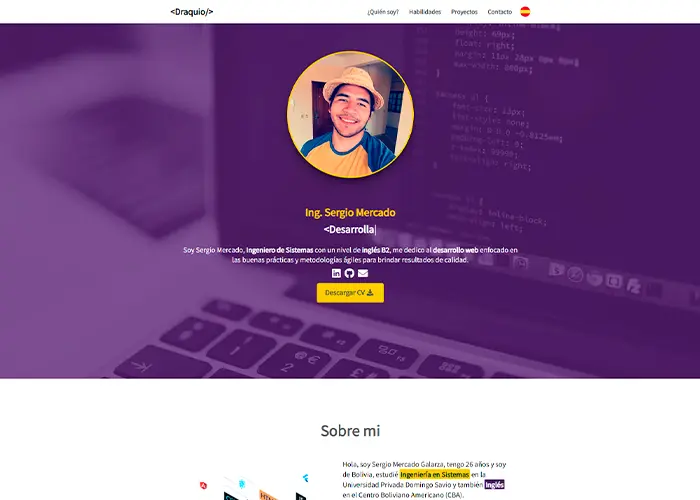 <Draquio/>
¿Quién soy? Habilidades Proyectos Contacto
Ing. Sergio Mercado
<Desarrolla
Soy Sergio Mercado, Ingeniero de Sistemas con un nivel de inglés B2, me dedico al desarrollo web enfocado en
las buenas prácticas y metodologías ágiles para brindar resultados de calidad.
Descargar CV
Sobre mi
Hola, soy Sergio Mercado Galarza, tengo 26 años y soy
de Bolivia, estudié Ingeniería en Sistemas en la
Universidad Privada Domingo Savio y también Inglés
en el Centro Boliviano Americano (CBA).